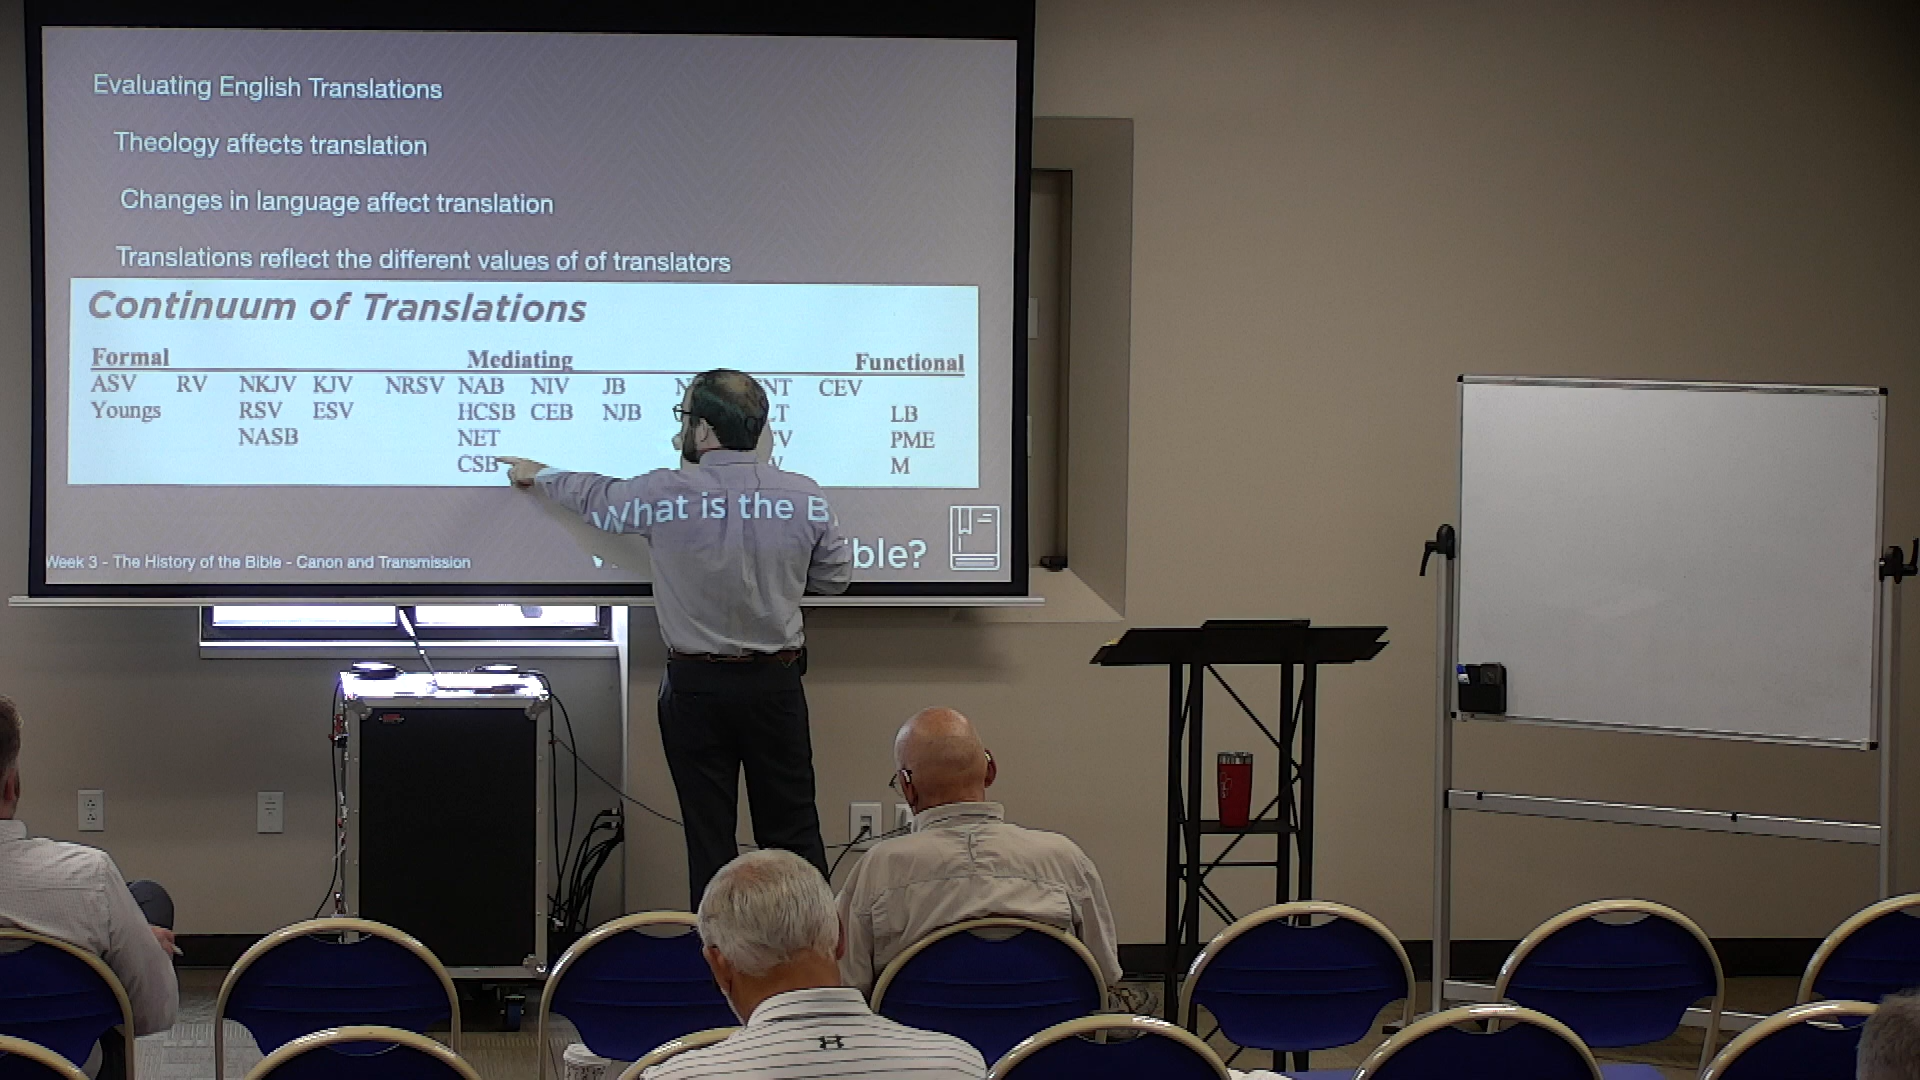 Evaluating English Translations
Theology affects translation
Changes in language affect translation
Translations reflect the different values of of translators
Continuum of Translations
Formal Mediating Functional
ASV RV NKJV KJV NRSV NAB NIV JB CEV
Youngs RSV ESV HCSB CEB NJB LB
NASB NET PME
CSB M
What is the B
ible?
Week 3 - The History of the Bible - Canon and Transmission